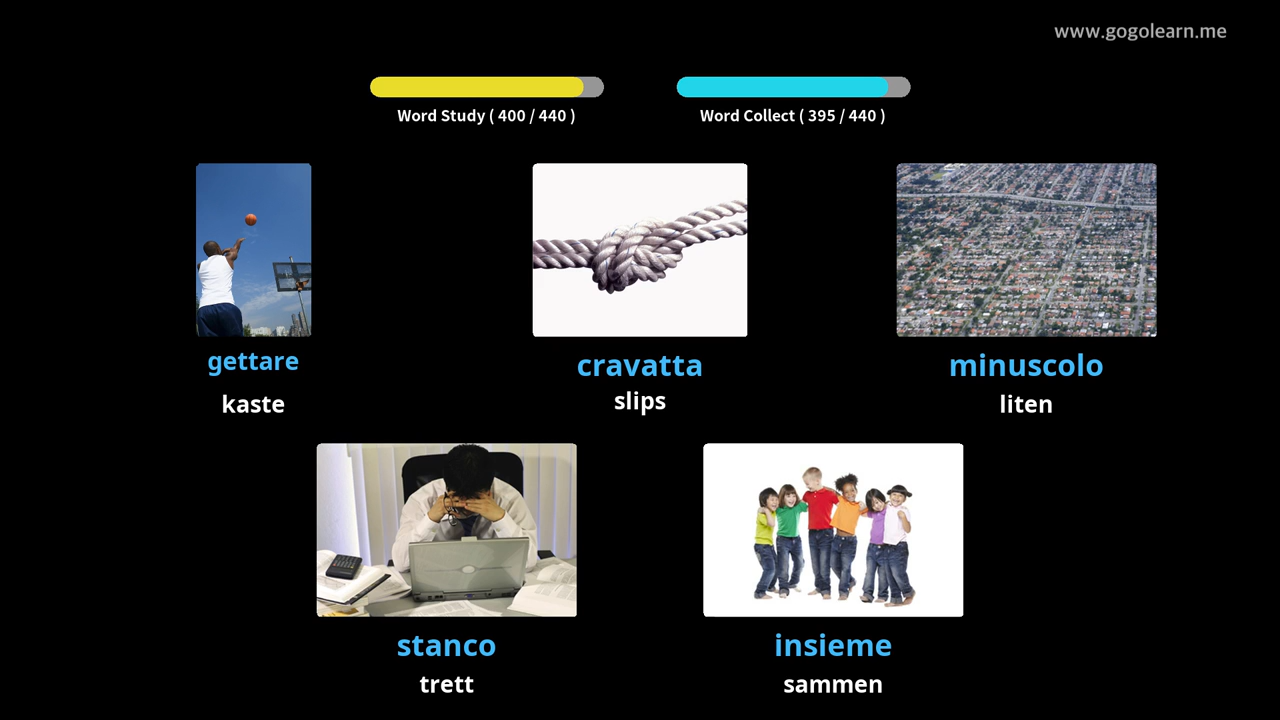 www.gogolearn.me
Word Study ( 400 / 440 )
Word Collect ( 395 / 440 )
gettare
kaste
cravatta
slips
minuscolo
liten
stanco
trett
insieme
sammen